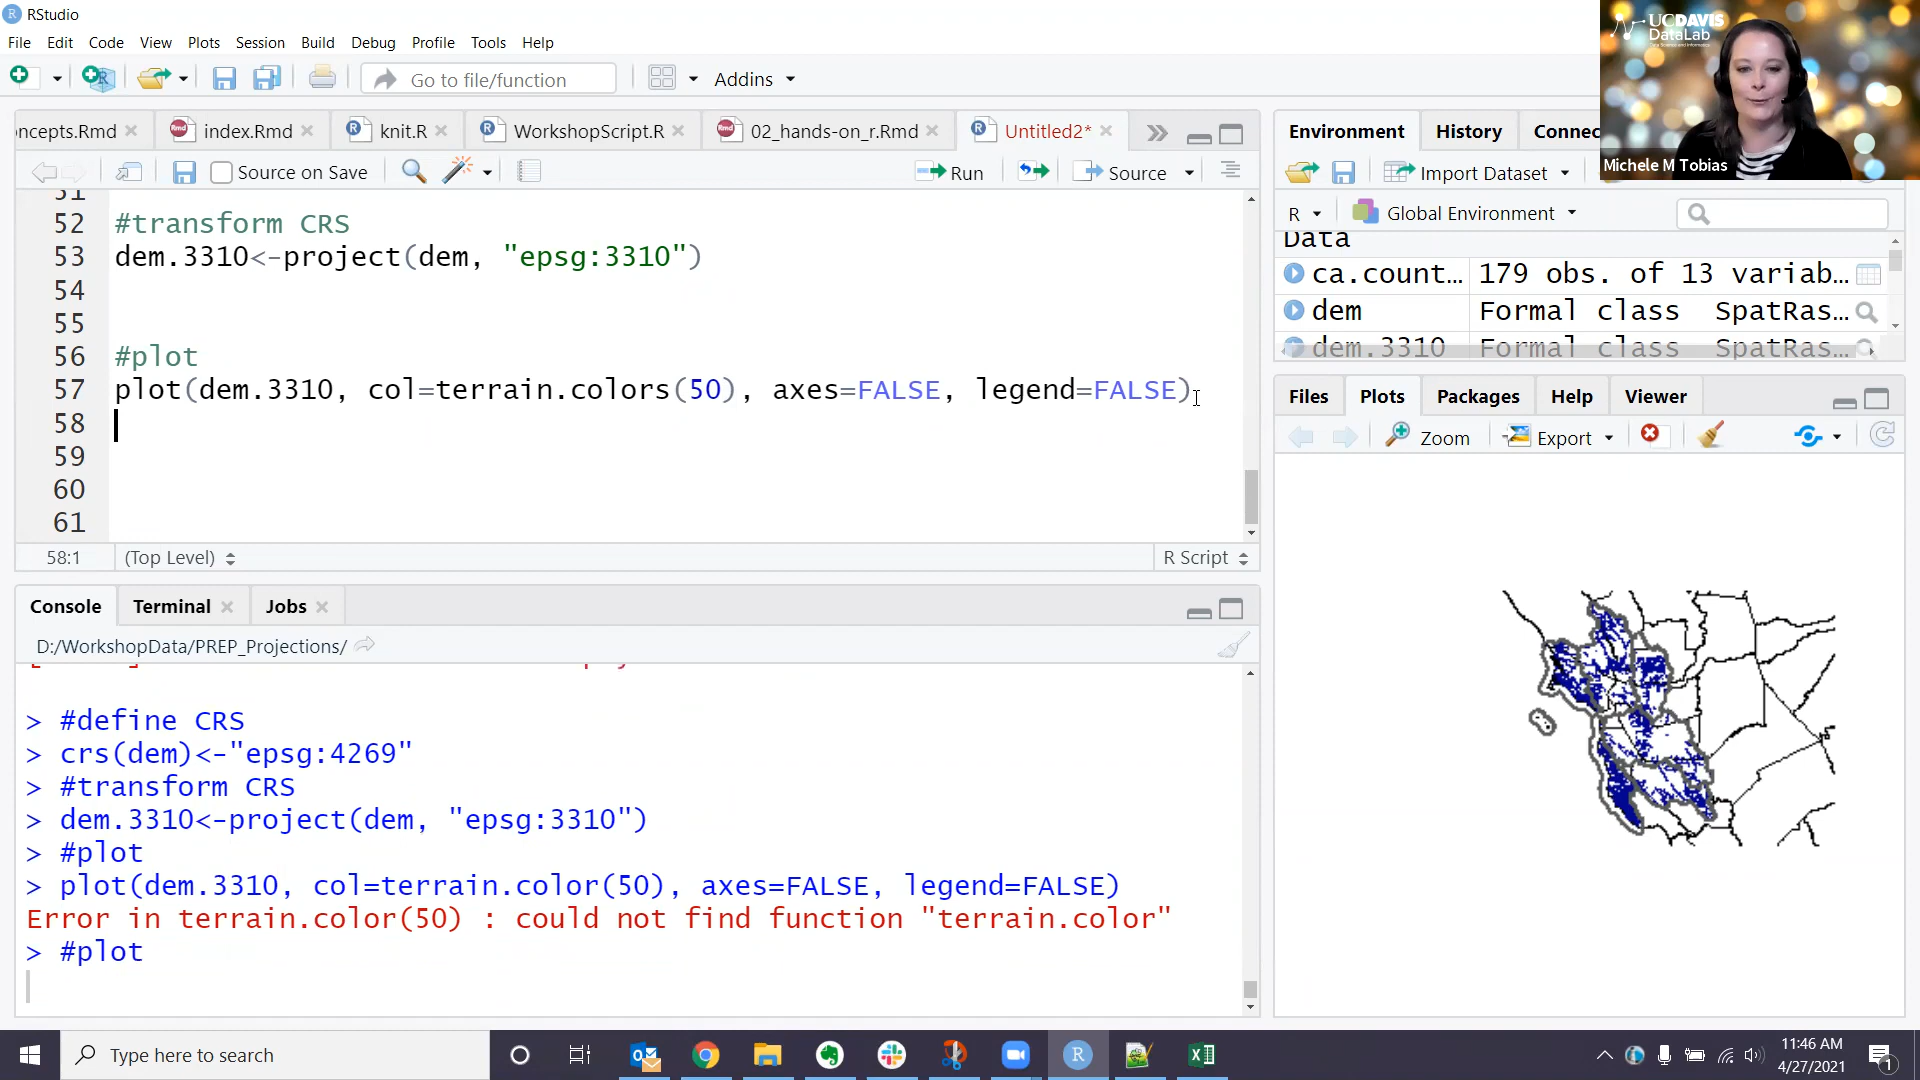 RStudio
File Edit Code View Plots Session Build Debug Profile Tools Help
Go to file/function Addins
UCDAVIS
DataLab
Michele M Tobias
ncepts.Rmd index.Rmd knit.R WorkshopScript.R 02_hands-on_r.Rmd Untitled2*
Source on Save Run Source
51
52 #transform CRS
53 dem.3310<-project(dem, "epsg:3310")
54
55
56 #plot
57 plot(dem.3310, col=terrain.colors(50), axes=FALSE, legend=FALSE)
58
59
60
61
58:1 (Top Level) R Script
Console Terminal Jobs
D:/WorkshopData/PREP_Projections/
> #define CRS
> crs(dem)<-"epsg:4269"
> #transform CRS
> dem.3310<-project(dem, "epsg:3310")
> #plot
> plot(dem.3310, col=terrain.color(50), axes=FALSE, legend=FALSE)
Error in terrain.color(50) : could not find function "terrain.color"
> #plot
Environment History Connec
Import Dataset
R Global Environment
Data
ca.count... 179 obs. of 13 variab...
dem Formal class SpatRas...
dem.3310 Formal class SpatRas...
Files Plots Packages Help Viewer
Zoom Export
Type here to search
11:46 AM
4/27/2021
1